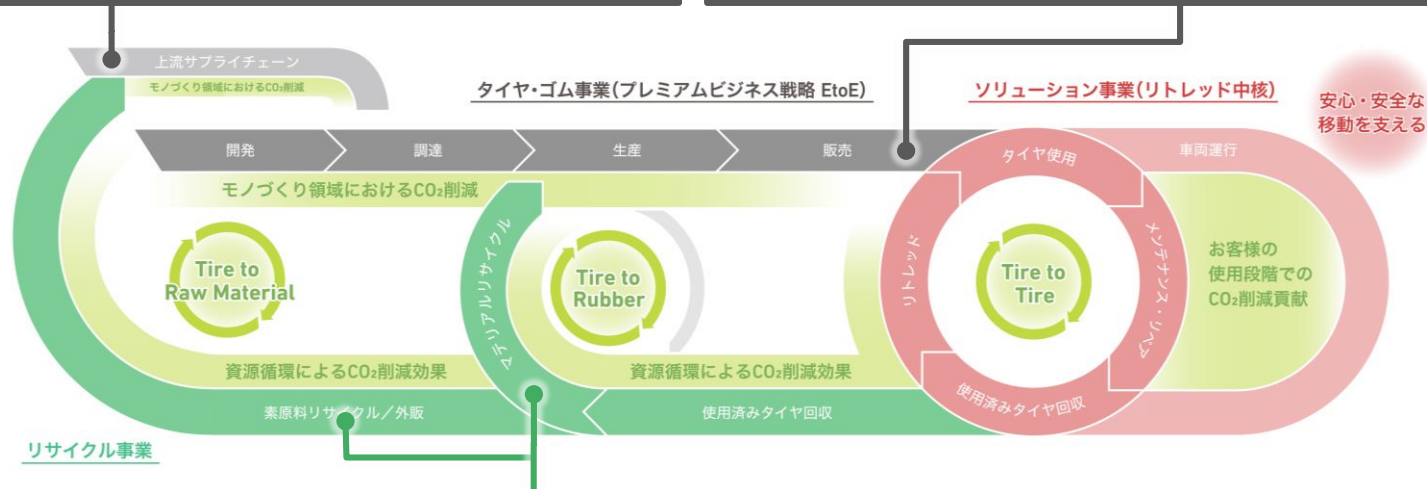 上流サプライチェーン
モノづくり領域におけるCO₂削減
タイヤ・ゴム事業（プレミアムビジネス戦略 EtoE）
ソリューション事業（リトレッド中核）
安心・安全な
移動を支える
開発
調達
生産
販売
タイヤ使用
車両運行
モノづくり領域におけるCO₂削減
マテリアルリサイクル
リトレッド
メンテナンス・リペア
お客様の
使用段階での
CO₂削減貢献
Tire to
Raw Material
Tire to
Rubber
Tire to
Tire
資源循環によるCO₂削減効果
資源循環によるCO₂削減効果
使用済みタイヤ回収
素原料リサイクル／外販
使用済みタイヤ回収
リサイクル事業